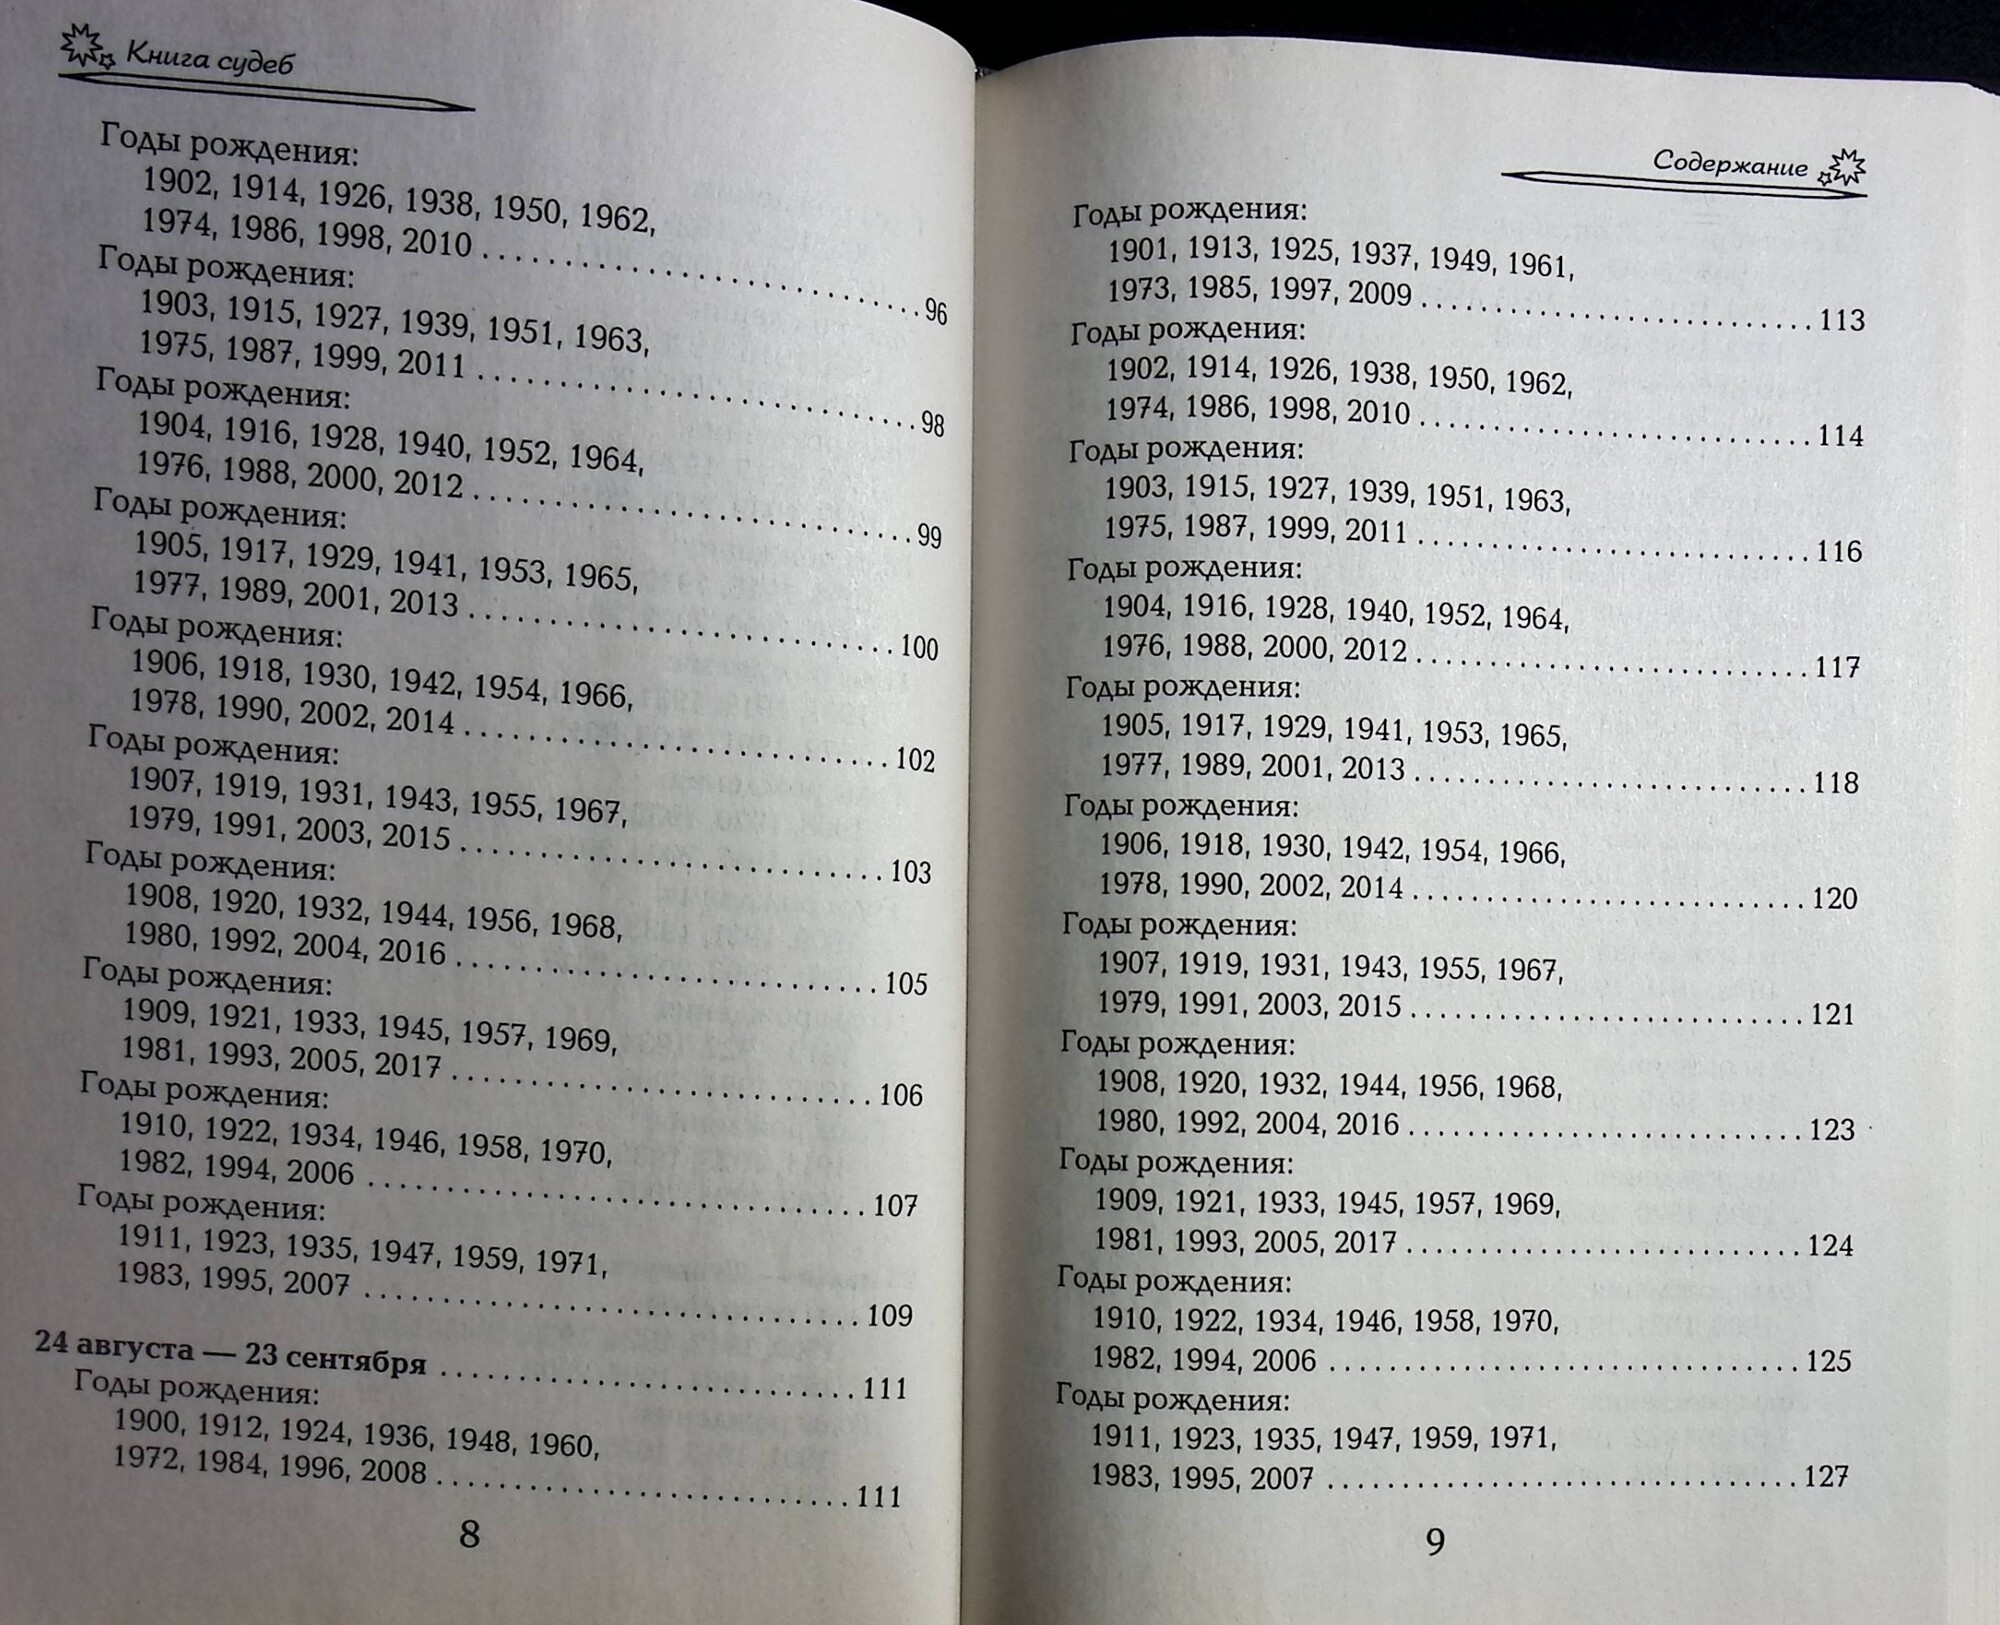 Книга судеб
Годы рождения:
1902, 1914, 1926, 1938, 1950, 1962,
1974, 1986, 1998, 2010 ........................ 96
Годы рождения:
1903, 1915, 1927, 1939, 1951, 1963,
1975, 1987, 1999, 2011 ........................ 98
Годы рождения:
1904, 1916, 1928, 1940, 1952, 1964,
1976, 1988, 2000, 2012 ........................ 99
Годы рождения:
1905, 1917, 1929, 1941, 1953, 1965,
1977, 1989, 2001, 2013 ........................ 100
Годы рождения:
1906, 1918, 1930, 1942, 1954, 1966,
1978, 1990, 2002, 2014 ........................ 102
Годы рождения:
1907, 1919, 1931, 1943, 1955, 1967,
1979, 1991, 2003, 2015 ........................ 103
Годы рождения:
1908, 1920, 1932, 1944, 1956, 1968,
1980, 1992, 2004, 2016 ........................ 105
Годы рождения:
1909, 1921, 1933, 1945, 1957, 1969,
1981, 1993, 2005, 2017 ........................ 106
Годы рождения:
1910, 1922, 1934, 1946, 1958, 1970,
1982, 1994, 2006 ........................ 107
Годы рождения:
1911, 1923, 1935, 1947, 1959, 1971,
1983, 1995, 2007 ........................ 109
24 августа — 23 сентября ........................ 111
Годы рождения:
1900, 1912, 1924, 1936, 1948, 1960,
1972, 1984, 1996, 2008 ........................ 111
8
Содержание
Годы рождения:
1901, 1913, 1925, 1937, 1949, 1961,
1973, 1985, 1997, 2009 ........................ 113
Годы рождения:
1902, 1914, 1926, 1938, 1950, 1962,
1974, 1986, 1998, 2010 ........................ 114
Годы рождения:
1903, 1915, 1927, 1939, 1951, 1963,
1975, 1987, 1999, 2011 ........................ 116
Годы рождения:
1904, 1916, 1928, 1940, 1952, 1964,
1976, 1988, 2000, 2012 ........................ 117
Годы рождения:
1905, 1917, 1929, 1941, 1953, 1965,
1977, 1989, 2001, 2013 ........................ 118
Годы рождения:
1906, 1918, 1930, 1942, 1954, 1966,
1978, 1990, 2002, 2014 ........................ 120
Годы рождения:
1907, 1919, 1931, 1943, 1955, 1967,
1979, 1991, 2003, 2015 ........................ 121
Годы рождения:
1908, 1920, 1932, 1944, 1956, 1968,
1980, 1992, 2004, 2016 ........................ 123
Годы рождения:
1909, 1921, 1933, 1945, 1957, 1969,
1981, 1993, 2005, 2017 ........................ 124
Годы рождения:
1910, 1922, 1934, 1946, 1958, 1970,
1982, 1994, 2006 ........................ 125
Годы рождения:
1911, 1923, 1935, 1947, 1959, 1971,
1983, 1995, 2007 ........................ 127
9